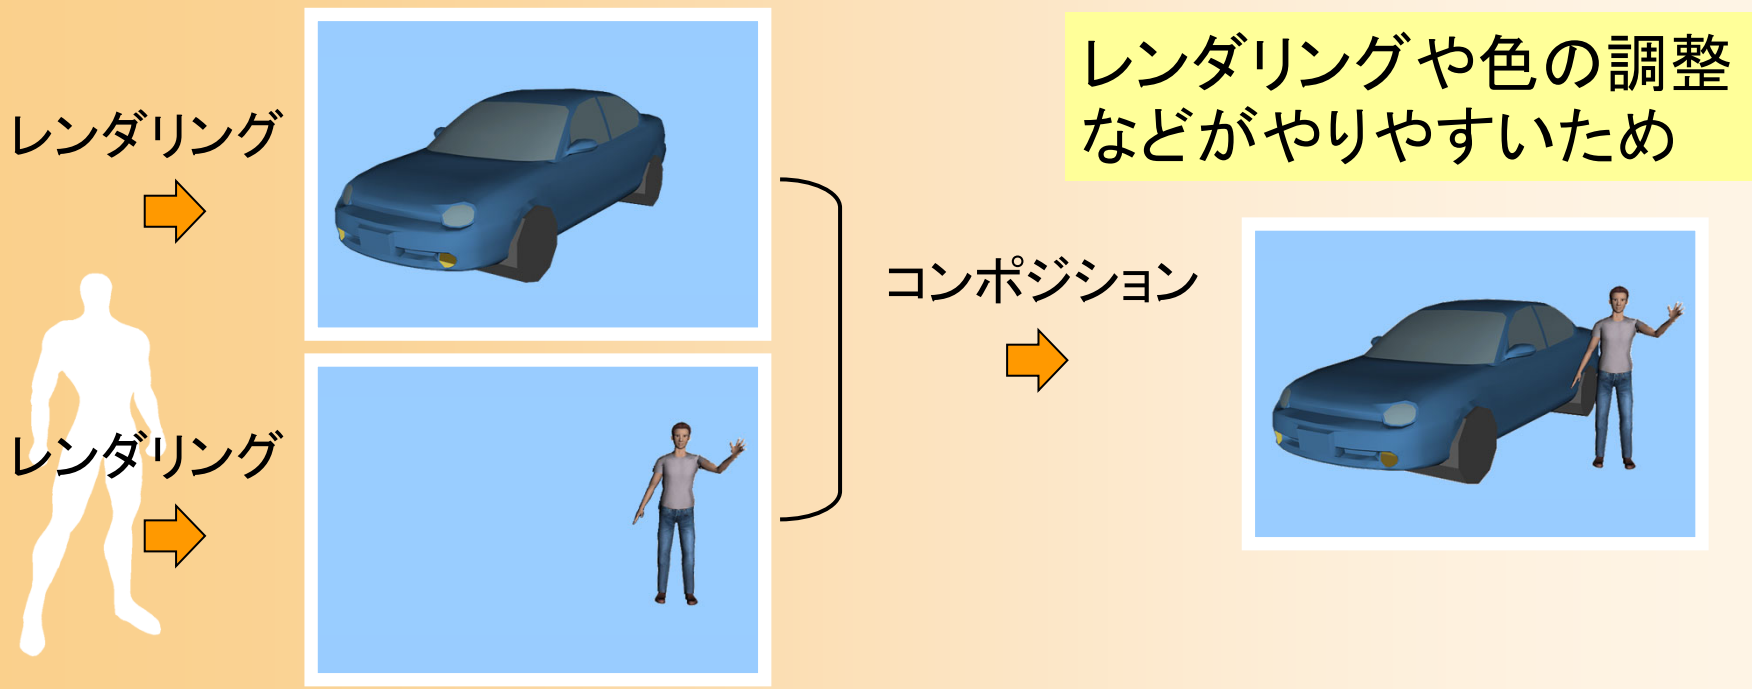 レンダリング
レンダリング
コンポジション
レンダリングや色の調整
などがやりやすいため